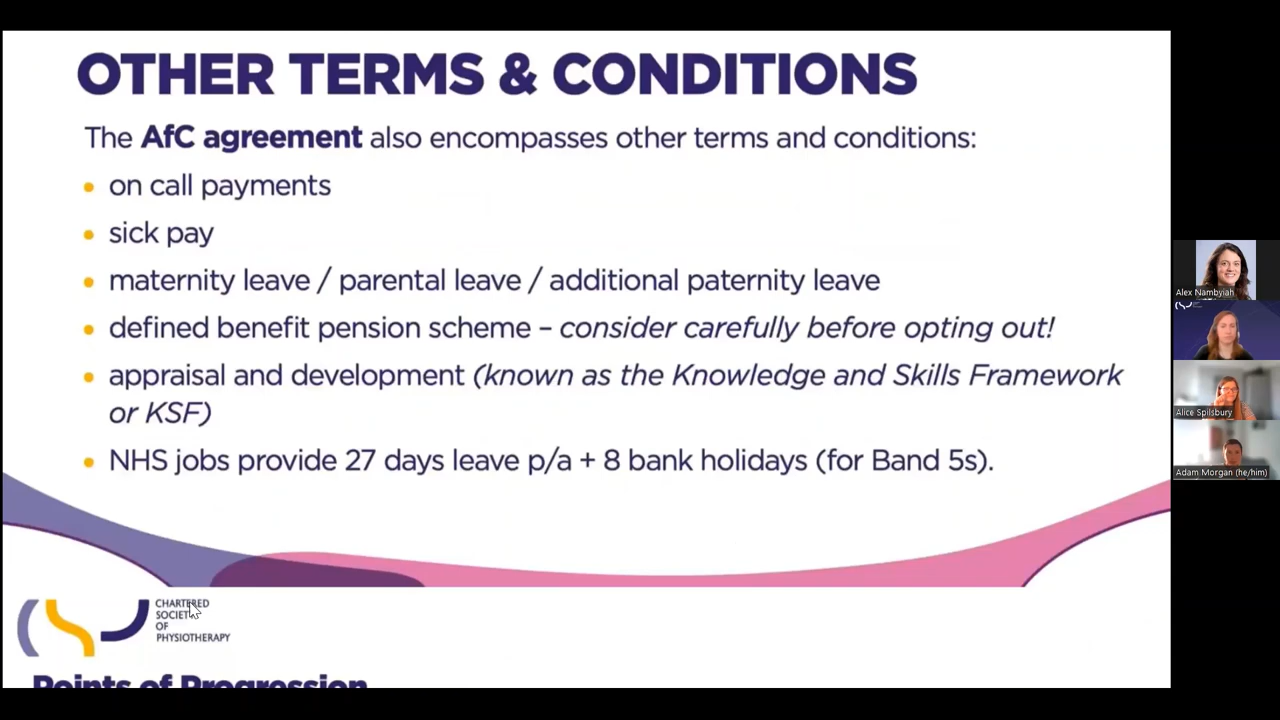 OTHER TERMS & CONDITIONS
The AfC agreement also encompasses other terms and conditions:
on call payments
sick pay
maternity leave / parental leave / additional paternity leave
defined benefit pension scheme – consider carefully before opting out!
appraisal and development (known as the Knowledge and Skills Framework
or KSF)
NHS jobs provide 27 days leave p/a + 8 bank holidays (for Band 5s).
CHARTERED
SOCIETY
OF
PHYSIOTHERAPY
Points of Progression
Alex Nambyiah
Alice Spilsbury
Adam Morgan (he/him)